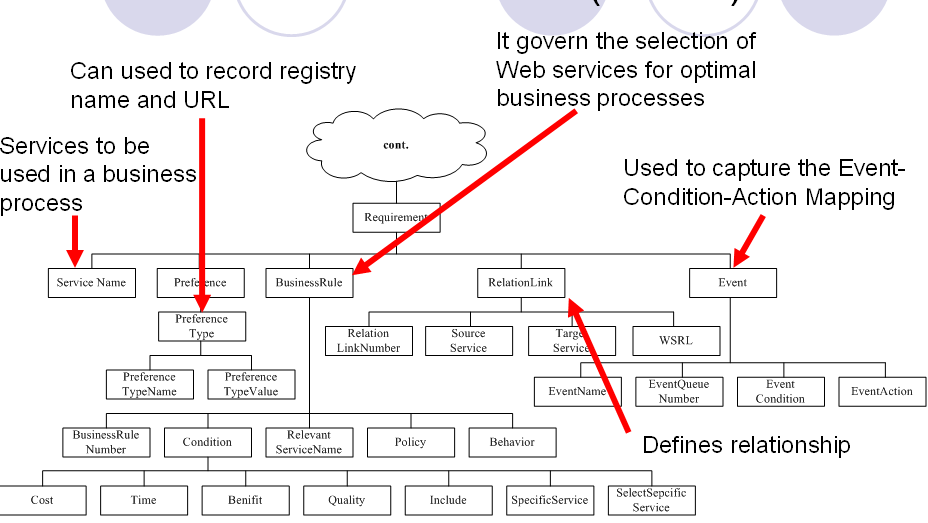 It govern the selection of
Web services for optimal
business processes
Can used to record registry
name and URL
Services to be
used in a business
process
cont.
Used to capture the Event-
Condition-Action Mapping
Requirement
Service Name
Preference
BusinessRule
RelationLink
Event
Preference
Type
Relation
LinkNumber
Source
Service
Target
Service
WSRL
Preference
TypeName
Preference
TypeValue
EventName
EventQueue
Number
Event
Condition
EventAction
BusinessRule
Number
Condition
Relevant
ServiceName
Policy
Behavior
Defines relationship
Cost
Time
Benifit
Quality
Include
SpecificService
SelectSepcific
Service